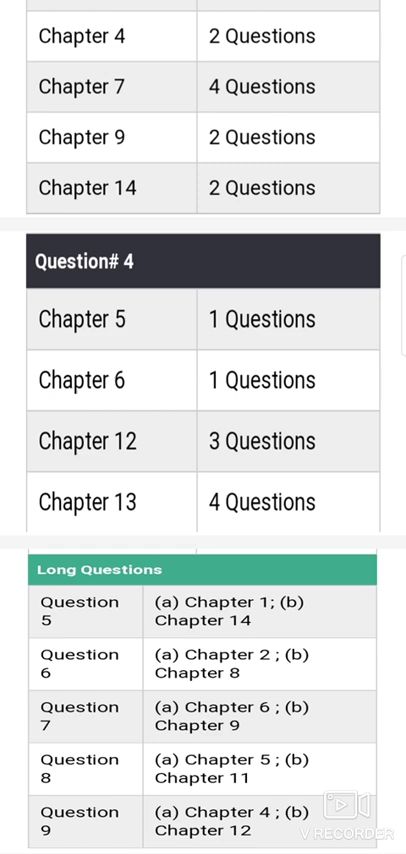 Chapter 4 2 Questions
Chapter 7 4 Questions
Chapter 9 2 Questions
Chapter 14 2 Questions
Question# 4
Chapter 5 1 Questions
Chapter 6 1 Questions
Chapter 12 3 Questions
Chapter 13 4 Questions
Long Questions
Question 5 (a) Chapter 1; (b) Chapter 14
Question 6 (a) Chapter 2 ; (b) Chapter 8
Question 7 (a) Chapter 6 ; (b) Chapter 9
Question 8 (a) Chapter 5 ; (b) Chapter 11
Question 9 (a) Chapter 4 ; (b) Chapter 12
V RECORDER